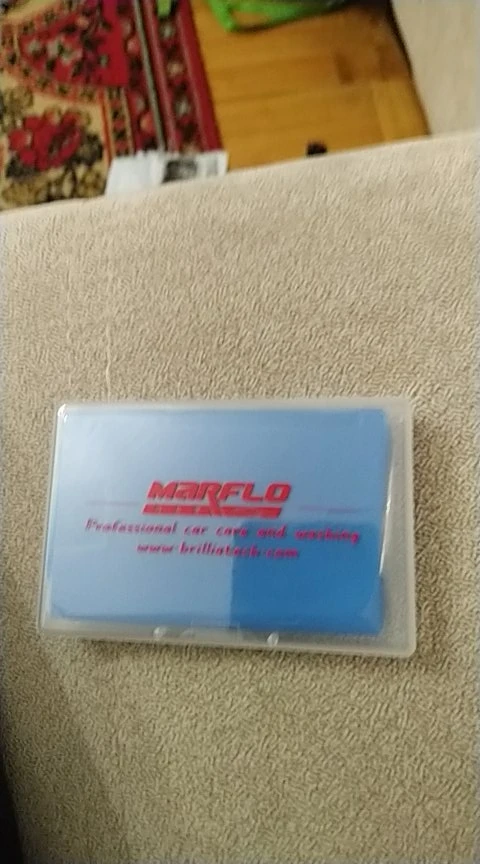 MARFLO
Professional car care and washing
www.brilliatech.com